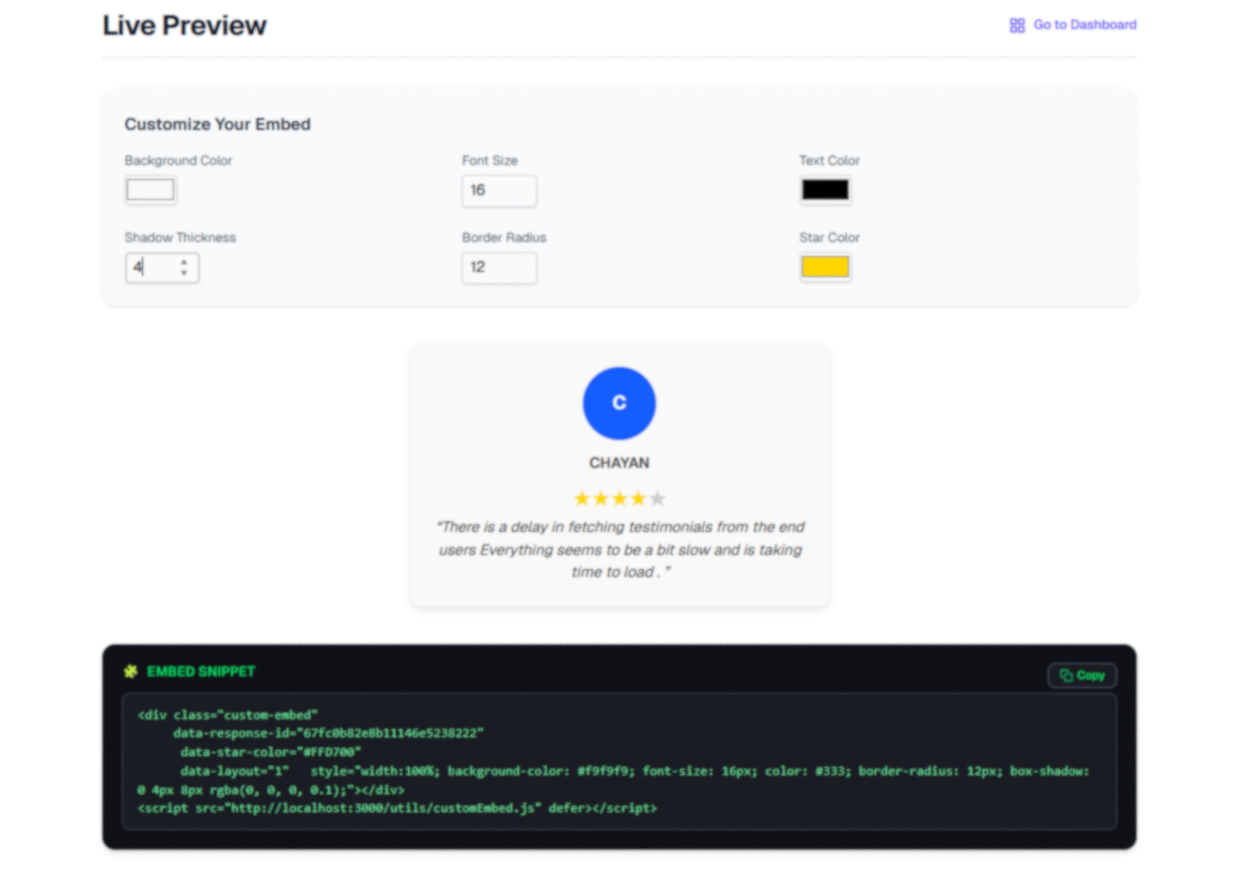 Live Preview
Go to Dashboard
Customize Your Embed
Background Color
Font Size
Text Color
16
Shadow Thickness
Border Radius
Star Color
4
12
C
CHAYAN
★★★★★
"There is a delay in fetching testimonials from the end
users Everything seems to be a bit slow and is taking
time to load . "
EMBED SNIPPET
Copy
<div class="custom-embed"
data-response-id="67fc0b82e8b11146e5238222"
data-star-color="#FFD700"
data-layout="1" style="width:100%; background-color: #f9f9f9; font-size: 16px; color: #333; border-radius: 12px; box-shadow:
0 4px 8px rgba(0, 0, 0, 0.1);"></div>
<script src="http://localhost:3000/utils/customEmbed.js" defer></script>